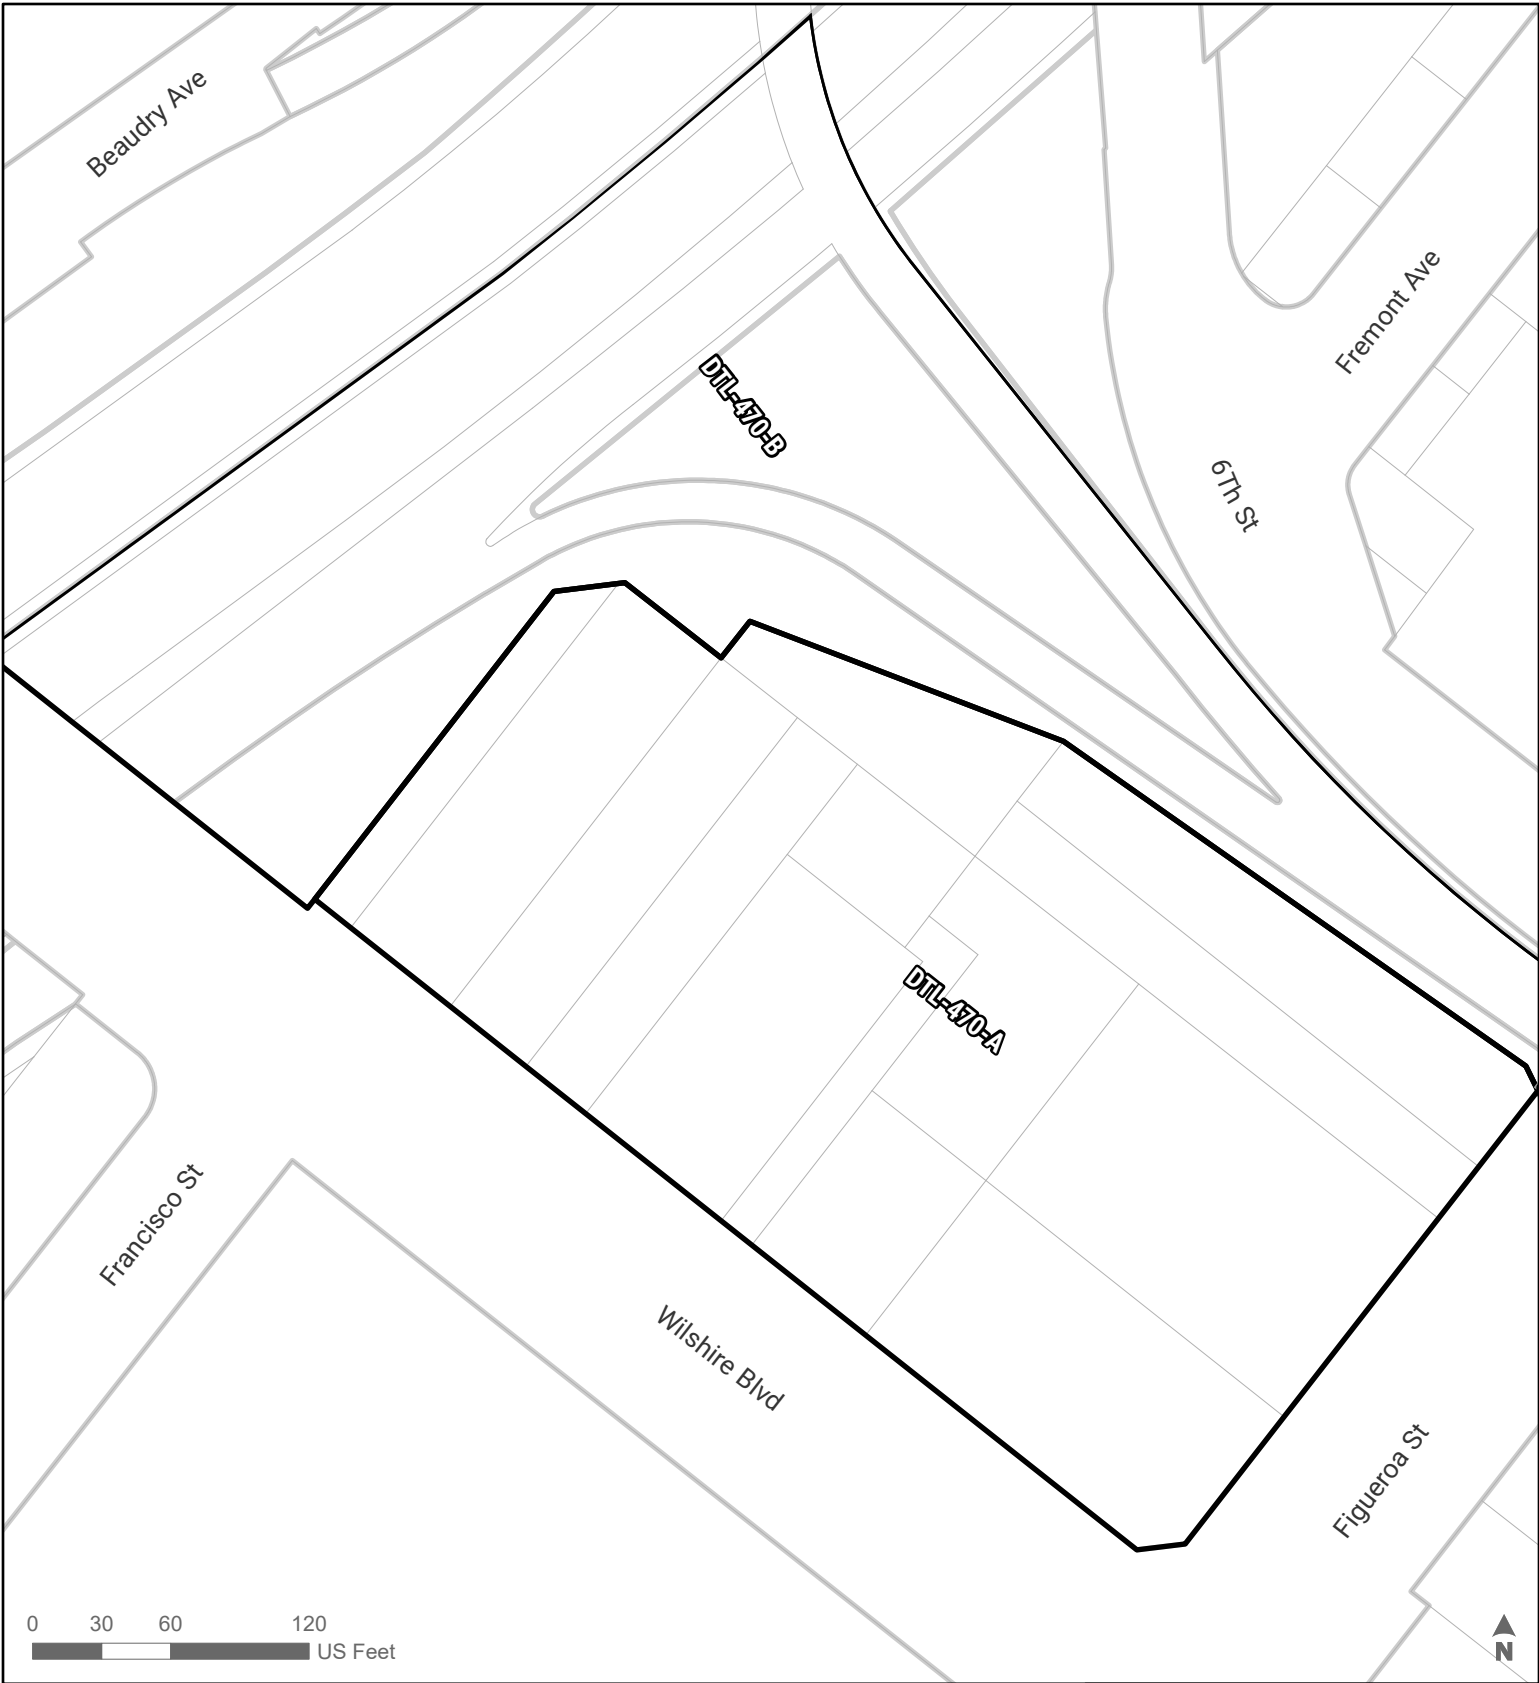 Beaudry Ave
Fremont Ave
DTL-470-B
6Th St
DTL-470-A
Francisco St
Wilshire Blvd
Figueroa St
0 30 60 120
US Feet
N